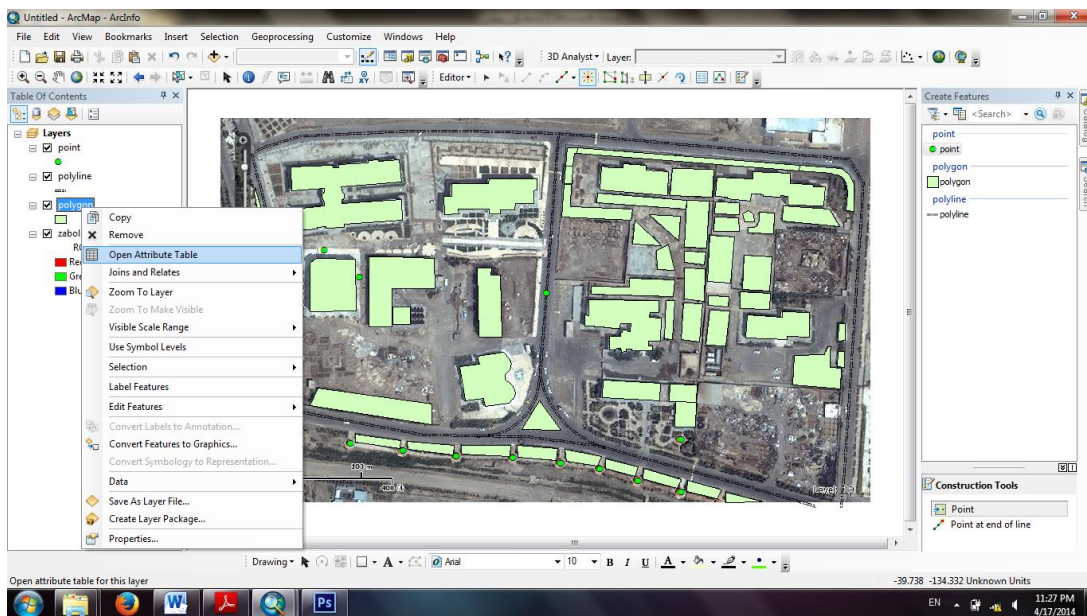 Untitled - ArcMap - ArcInfo
File Edit View Bookmarks Insert Selection Geoprocessing Customize Windows Help
3D Analyst Layer:
Editor
Table Of Contents
Layers
point
polyline
polygon
zabol
Copy
Remove
Open Attribute Table
Joins and Relates
Zoom To Layer
Zoom To Make Visible
Visible Scale Range
Use Symbol Levels
Selection
Label Features
Edit Features
Convert Labels to Annotation...
Convert Features to Graphics...
Convert Symbology to Representation...
Data
Save As Layer File...
Create Layer Package...
Properties...
100 m
Create Features
<Search>
point
point
polygon
polygon
polyline
polyline
Construction Tools
Point
Point at end of line
Drawing A Arial 10 B I U A
Open attribute table for this layer
-39.738 -134.332 Unknown Units
W Ps
EN
11:27 PM
4/17/2014